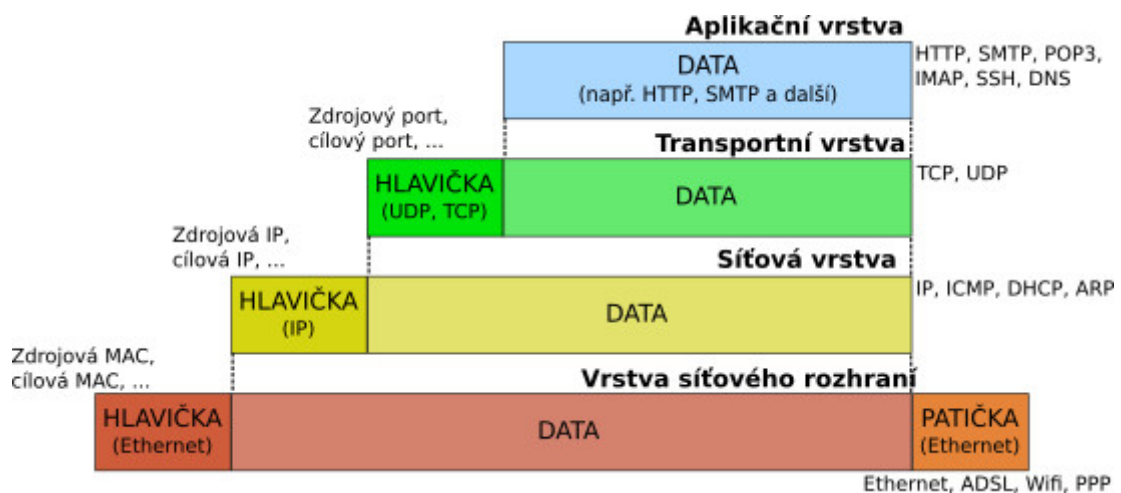 Aplikační vrstva
DATA
(např. HTTP, SMTP a další)
HTTP, SMTP, POP3,
IMAP, SSH, DNS
Zdrojový port,
cílový port, ...
Transportní vrstva
HLAVIČKA
(UDP, TCP)
DATA
TCP, UDP
Zdrojová IP,
cílová IP, ...
Síťová vrstva
HLAVIČKA
(IP)
DATA
IP, ICMP, DHCP, ARP
Zdrojová MAC,
cílová MAC, ...
Vrstva síťového rozhraní
HLAVIČKA
(Ethernet)
DATA
PATIČKA
(Ethernet)
Ethernet, ADSL, Wifi, PPP